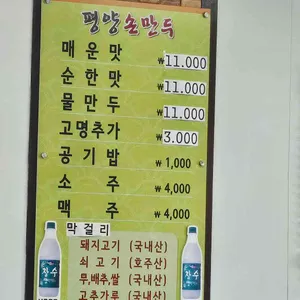 평양손만두
매운맛 ₩11.000
순한맛 ₩11.000
물만두 ₩11.000
고명추가 ₩3.000
공기밥 ₩1,000
소주 ₩4,000
맥주 ₩4,000
막걸리
돼지고기 (국내산)
쇠고기 (호주산)
무,배추,쌀 (국내산)
고추가루 (국내산)
장수
장수